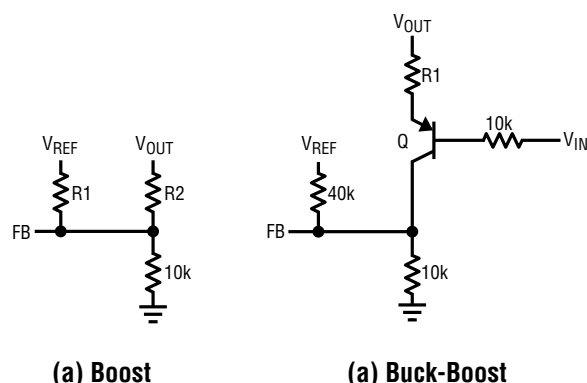 VREF
VOUT
R1
R2
FB
10k
(a) Boost
VOUT
R1
Q
10k
VIN
VREF
40k
FB
10k
(a) Buck-Boost